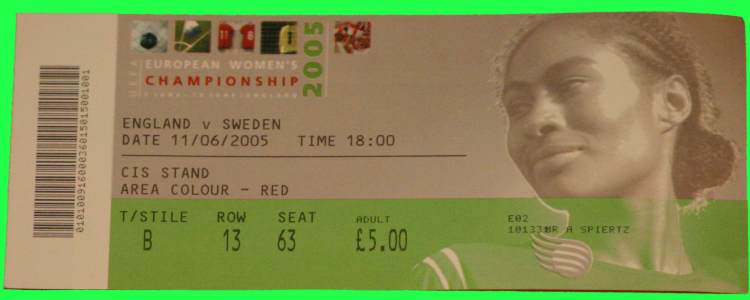 UEFA
EUROPEAN WOMEN'S
CHAMPIONSHIP
2005
ENGLAND v SWEDEN
DATE 11/06/2005 TIME 18:00
CIS STAND
AREA COLOUR - RED
T/STILE ROW SEAT ADULT
B 13 63 £5.00
E02
MR A SPIERTZ
010100916000036015015001001